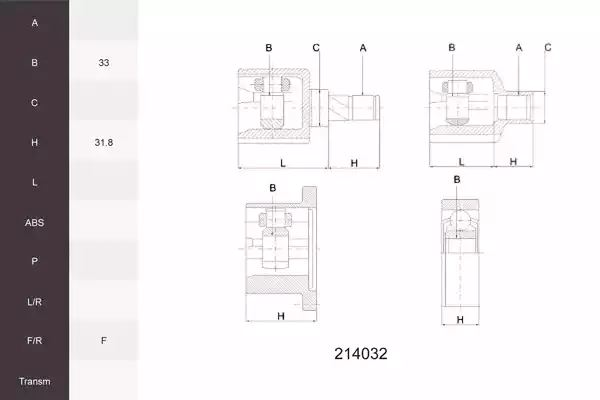 A
B 33
C
H 31.8
L
ABS
P
L/R
F/R F
Transm
B C A
L H
B A C
L H
B
H
B
H
214032